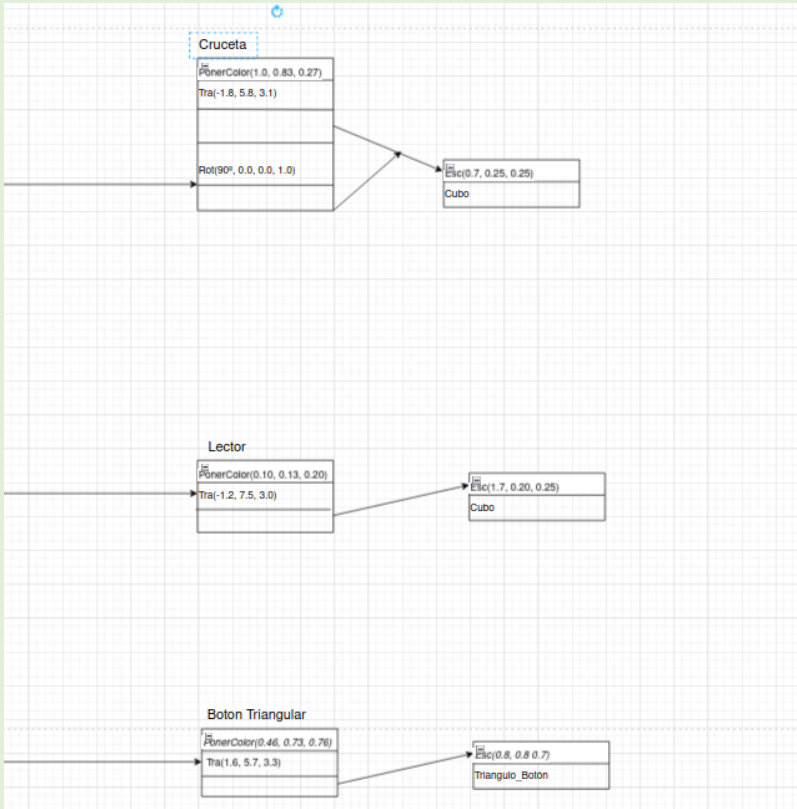 Cruceta
PonerColor(1.0, 0.83, 0.27)
Tra(-1.8, 5.8, 3.1)
Rot(90º, 0.0, 0.0, 1.0)
Esc(0.7, 0.25, 0.25)
Cubo
Lector
PonerColor(0.10, 0.13, 0.20)
Tra(-1.2, 7.5, 3.0)
Esc(1.7, 0.20, 0.25)
Cubo
Boton Triangular
PonerColor(0.46, 0.73, 0.76)
Tra(1.6, 5.7, 3.3)
Esc(0.8, 0.8 0.7)
Triangulo_Botón